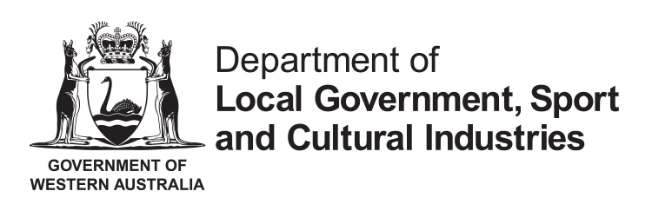 Department of
Local Government, Sport
and Cultural Industries
GOVERNMENT OF
WESTERN AUSTRALIA